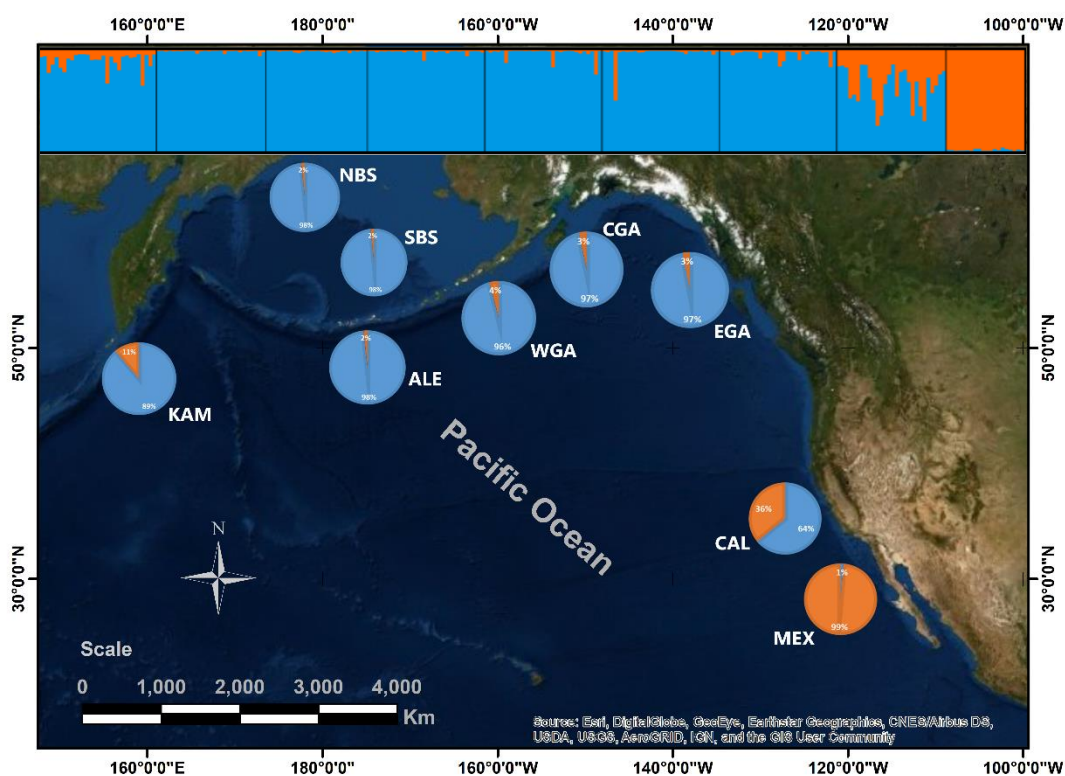 160°0'0"E 180°0'0" 160°0'0"W 140°0'0"W 120°0'0"W 100°0'0"W
2%
NBS
98%
2%
SBS
98%
3%
CGA
97%
3%
EGA
97%
4%
WGA
96%
2%
ALE
98%
11%
KAM
89%
50°0'0"N
50°0'0"N
Pacific Ocean
36%
64%
CAL
1%
MEX
99%
30°0'0"N
30°0'0"N
N
Scale
0 1,000 2,000 3,000 4,000
Km
Source: Esri, DigitalGlobe, GeoEye, Earthstar Geographics, CNES/Airbus DS,
USDA, USGS, AeroGRID, IGN, and the GIS User Community
160°0'0"E 180°0'0" 160°0'0"W 140°0'0"W 120°0'0"W 100°0'0"W